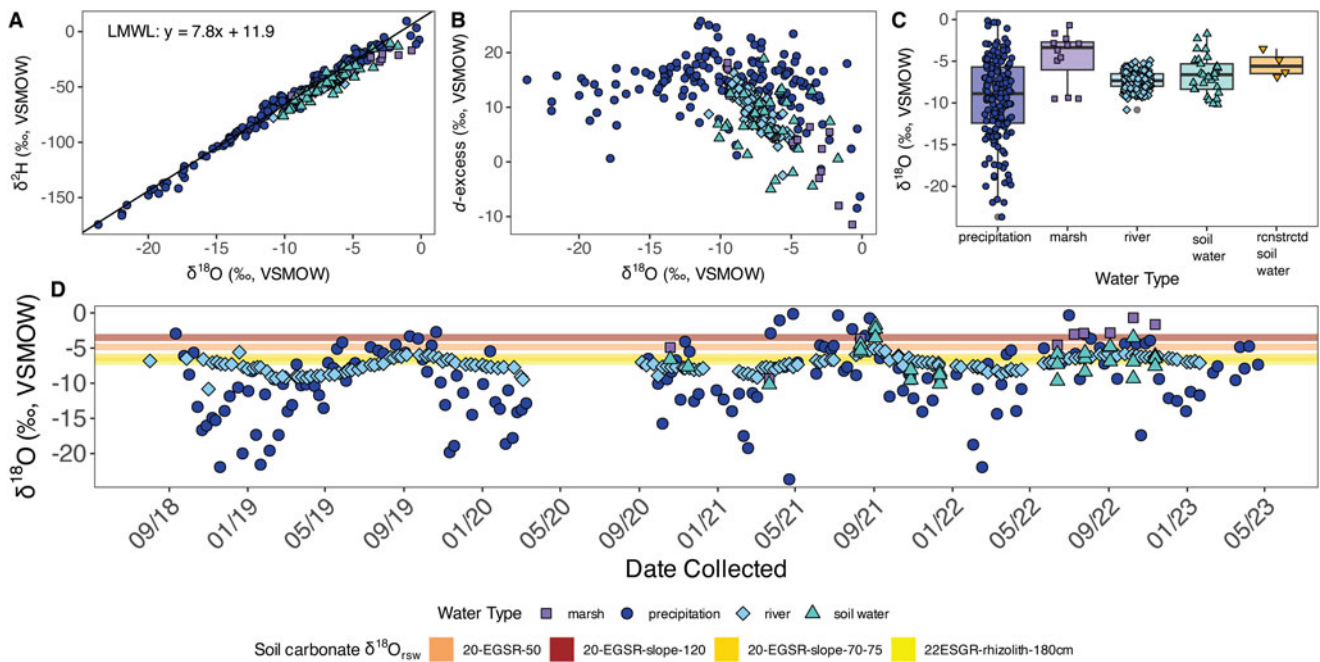 A
LMWL: y = 7.8x + 11.9
0
-50
-100
-150
δ²H (‰, VSMOW)
-20
-15
-10
-5
0
δ¹⁸O (‰, VSMOW)
B
20
10
0
-10
d-excess (‰, VSMOW)
-20
-15
-10
-5
0
δ¹⁸O (‰, VSMOW)
C
0
-5
-10
-15
-20
δ¹⁸O (‰, VSMOW)
precipitation
marsh
river
soil
water
rcnstrctd
soil
water
Water Type
D
0
-5
-10
-15
-20
δ¹⁸O (‰, VSMOW)
09/18
01/19
05/19
09/19
01/20
05/20
09/20
01/21
05/21
09/21
01/22
05/22
09/22
01/23
05/23
Date Collected
Water Type marsh precipitation river soil water
Soil carbonate δ¹⁸Orsw 20-EGSR-50 20-EGSR-slope-120 20-EGSR-slope-70-75 22ESGR-rhizolith-180cm